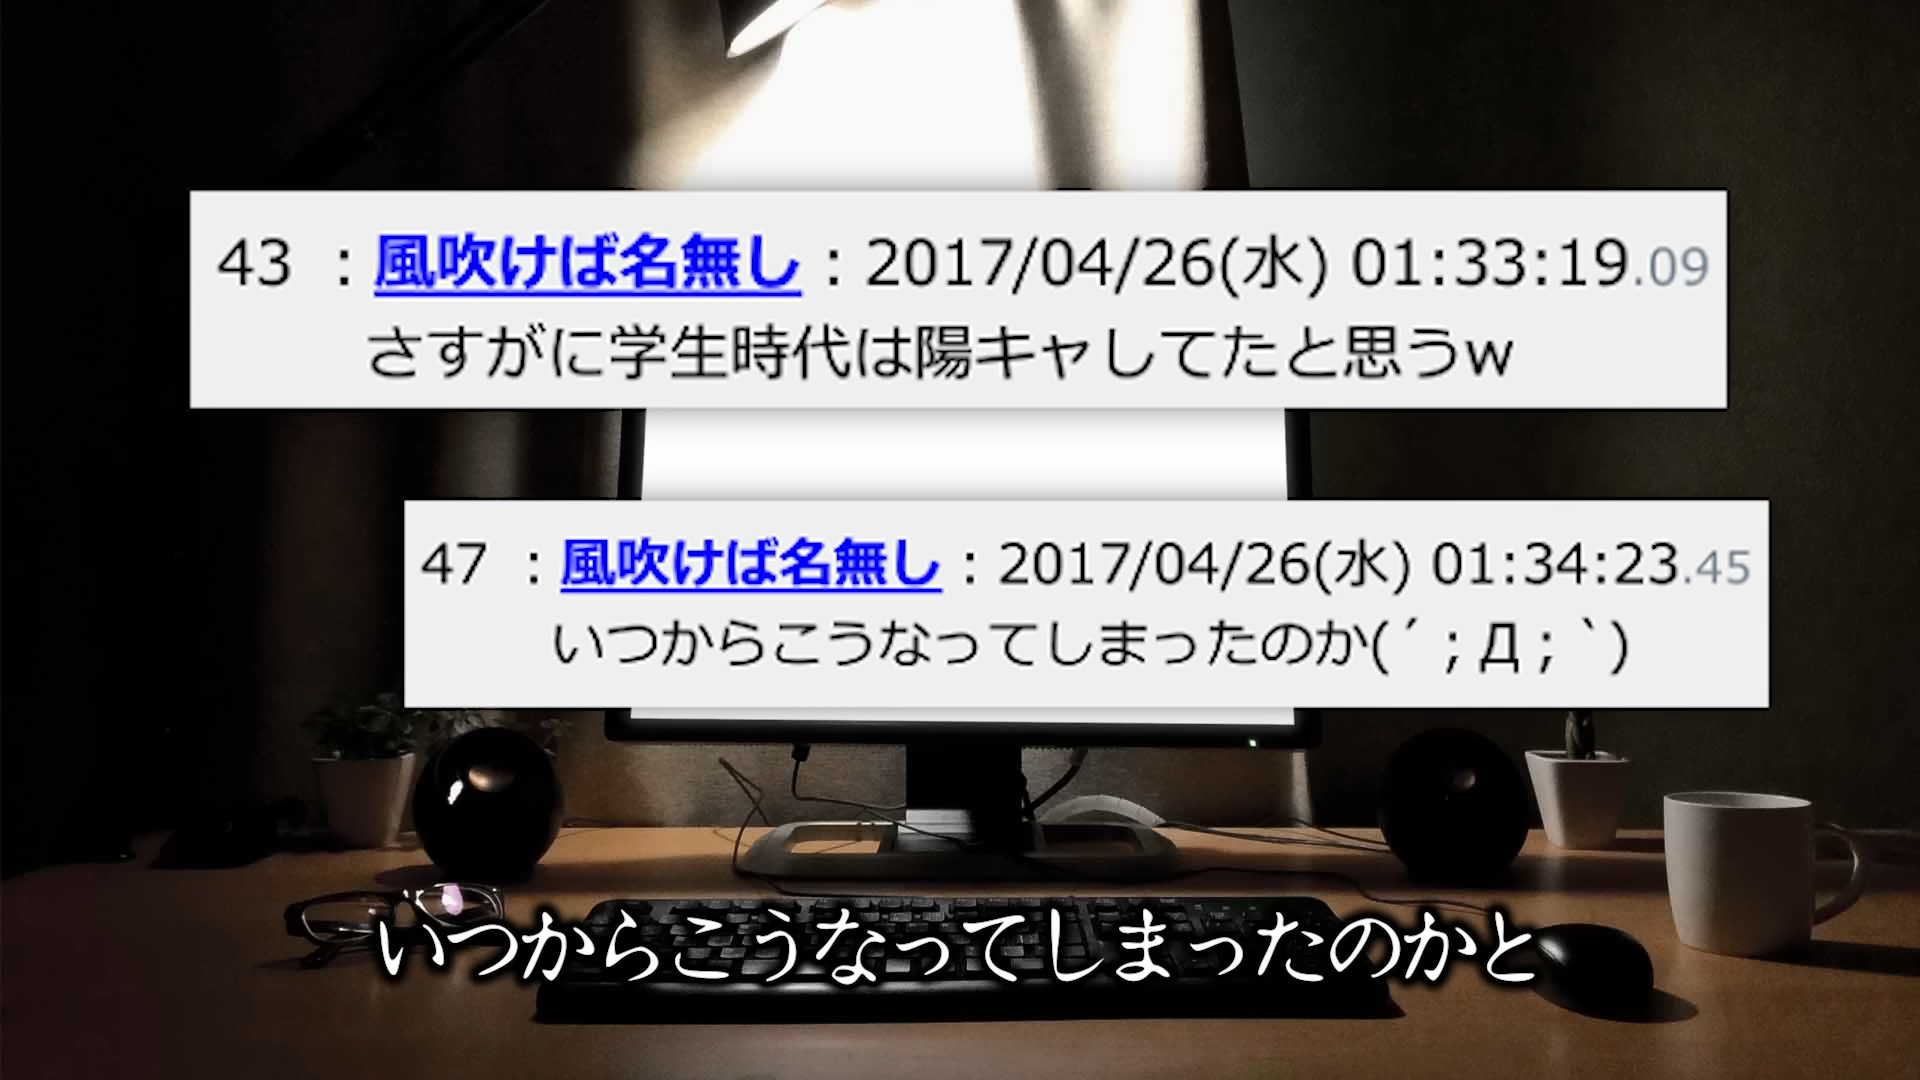 43 ：風吹けば名無し：2017/04/26(水) 01:33:19.09
さすがに学生時代は陽キャしてたと思うw
47 ：風吹けば名無し：2017/04/26(水) 01:34:23.45
いつからこうなってしまったのか(´；Д；`)
いつからこうなってしまったのかと